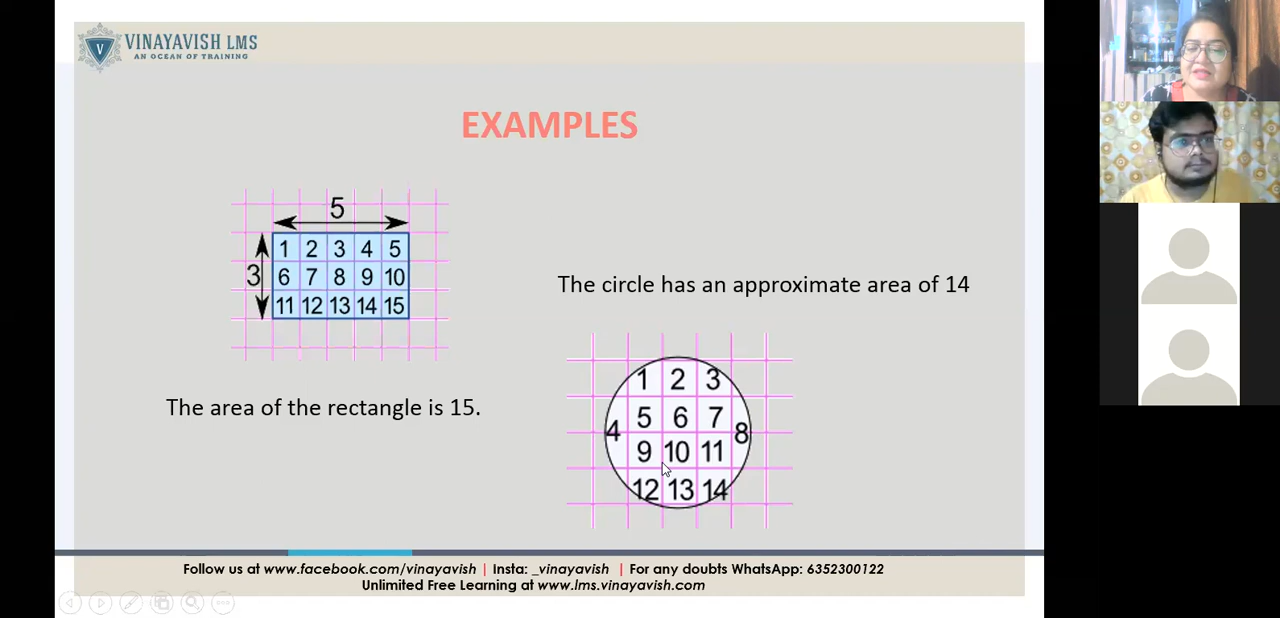 V
VINAYAVISH LMS
AN OCEAN OF TRAINING
EXAMPLES
5
3
1 2 3 4 5
6 7 8 9 10
11 12 13 14 15
The area of the rectangle is 15.
The circle has an approximate area of 14
1 2 3
4 5 6 7 8
9 10 11
12 13 14
Follow us at www.facebook.com/vinayavish | Insta: _vinayavish | For any doubts WhatsApp: 6352300122
Unlimited Free Learning at www.lms.vinayavish.com